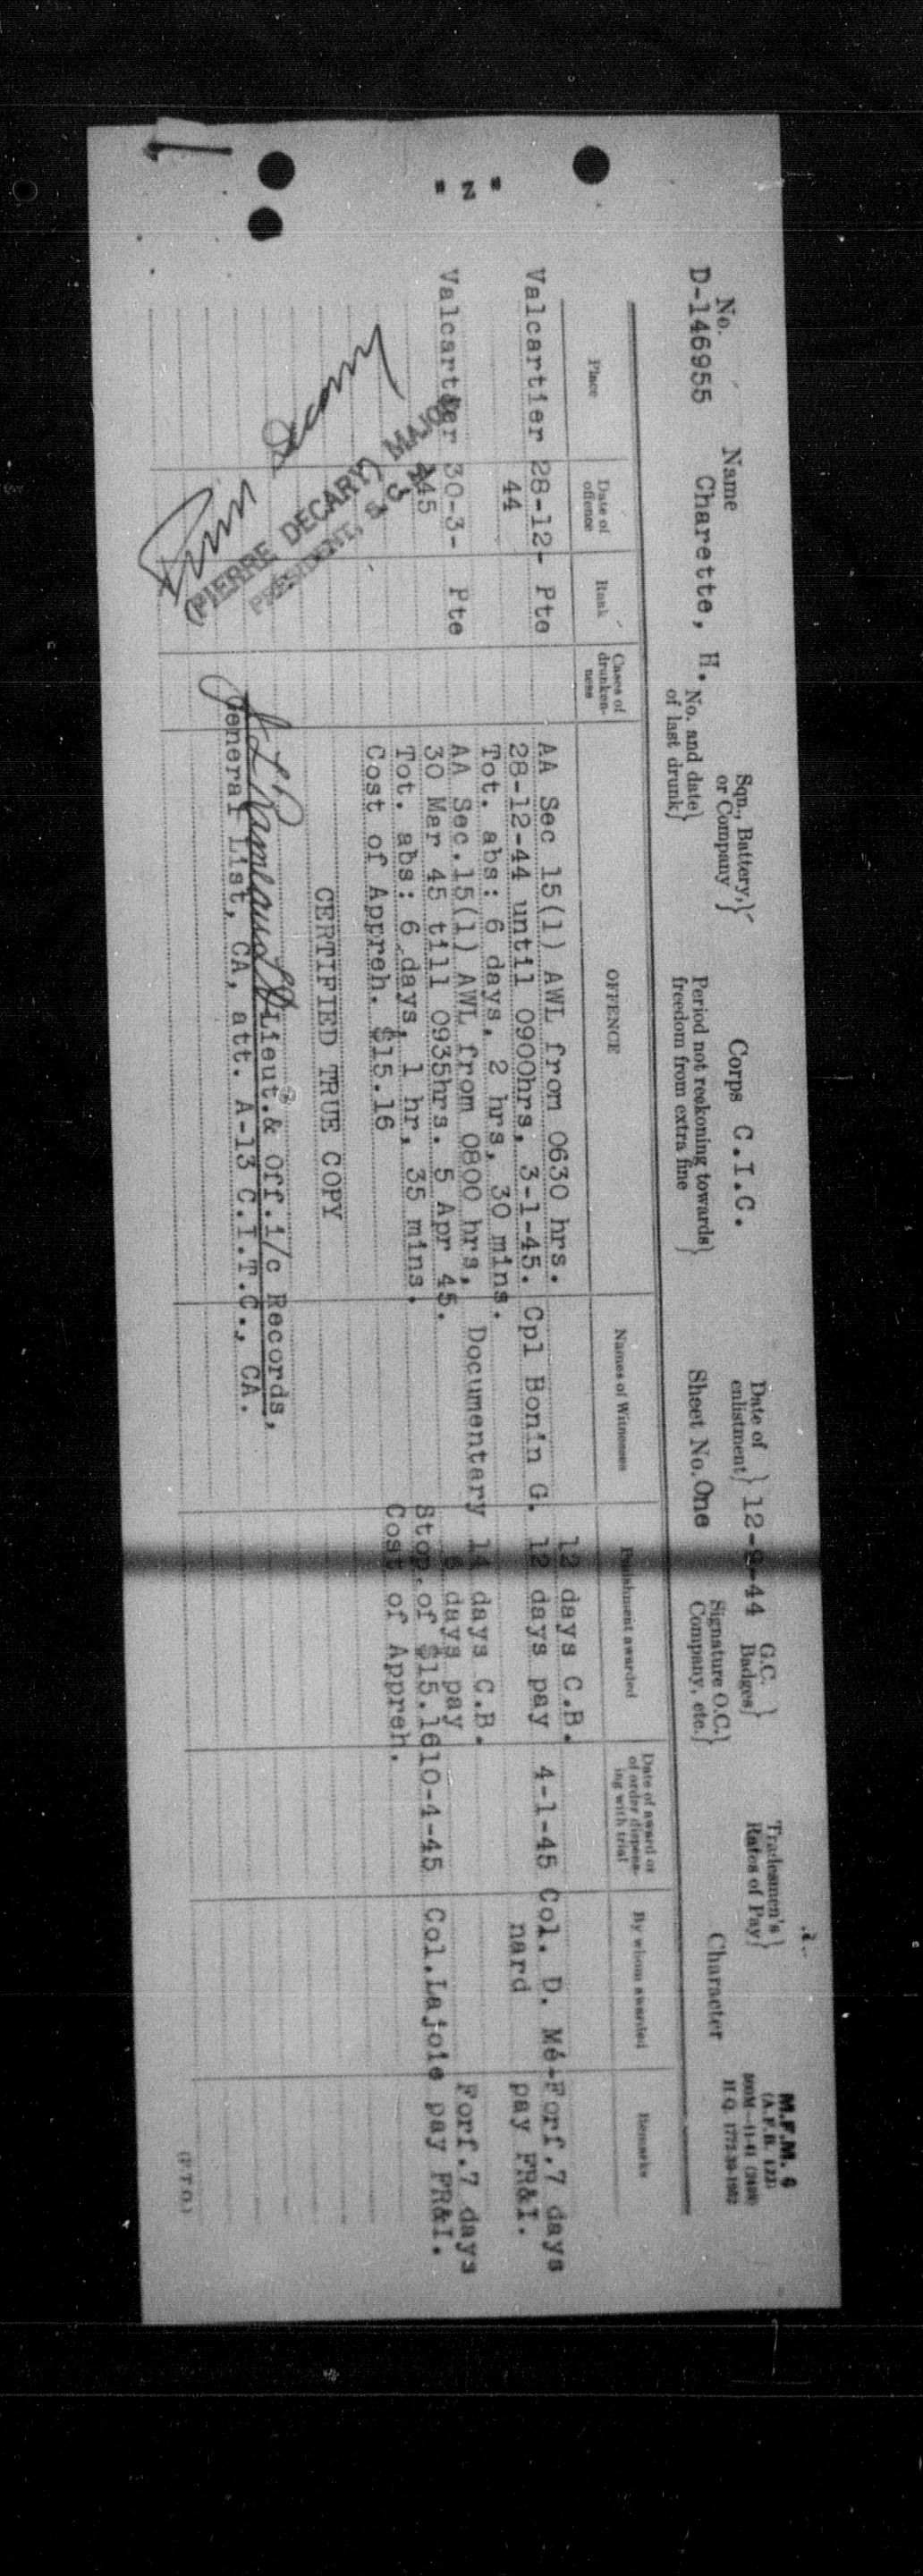 M.F.M. 6
(A.F.B. 122)
H.Q. 1772-39-1982
No. D-146955 Name Charette, H. Sqn., Battery, or Company} Corps C.I.C. Date of enlistment} 12- -44 G.C. Badges} Tradesmen's Rates of Pay}
No. and date of last drunk} Period not reckoning towards freedom from extra fine} Sheet No. One Signature O.C. Company, etc.} Character
Place Date of offence Rank Cases of drunkenness OFFENCE Names of Witnesses Punishment awarded Date of award or of order dispensing with trial By whom awarded Remarks
12 days C.B.
Valcartier 28-12- Pte AA Sec 15(1) AWL from 0630 hrs. Cpl Bonin G. 12 days pay 4-1-45 Col. D. Mé- Forf.7 days
44 28-12-44 until 0900hrs, 3-1-45. nard pay FR&I.
Tot. abs: 6 days, 2 hrs, 30 mins.
Valcartier 30-3- Pte AA Sec.15(1) AWL from 0800 hrs, Documentary 14 days C.B.
45 30 Mar 45 till 0935hrs. 5 Apr 45. days pay Forf.7 days
Tot. abs: 6 days, 1 hr, 35 mins. Stop.of $15.16 10-4-45 Col.Lajoie pay FR&I.
Cost of Appreh. $15.16 Cost of Appreh.
"Z"
CERTIFIED TRUE COPY
Lieut.& Off.i/c Records,
General List, CA, att. A-13 C.I.T.C., CA.
(PIERRE DECARY) MAJOR
PRÉSIDENT, S.C.M.
(P.T.O.)